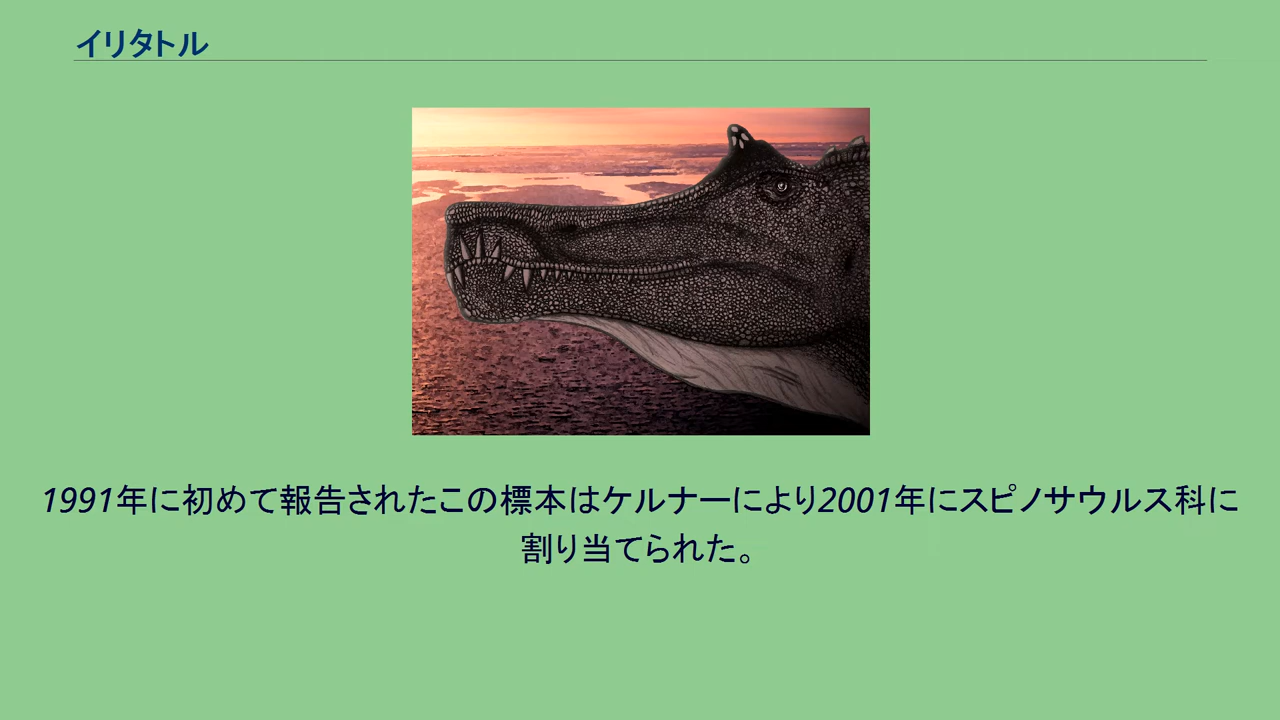 イリタトル
1991年に初めて報告されたこの標本はケルナーにより2001年にスピノサウルス科に
割り当てられた。